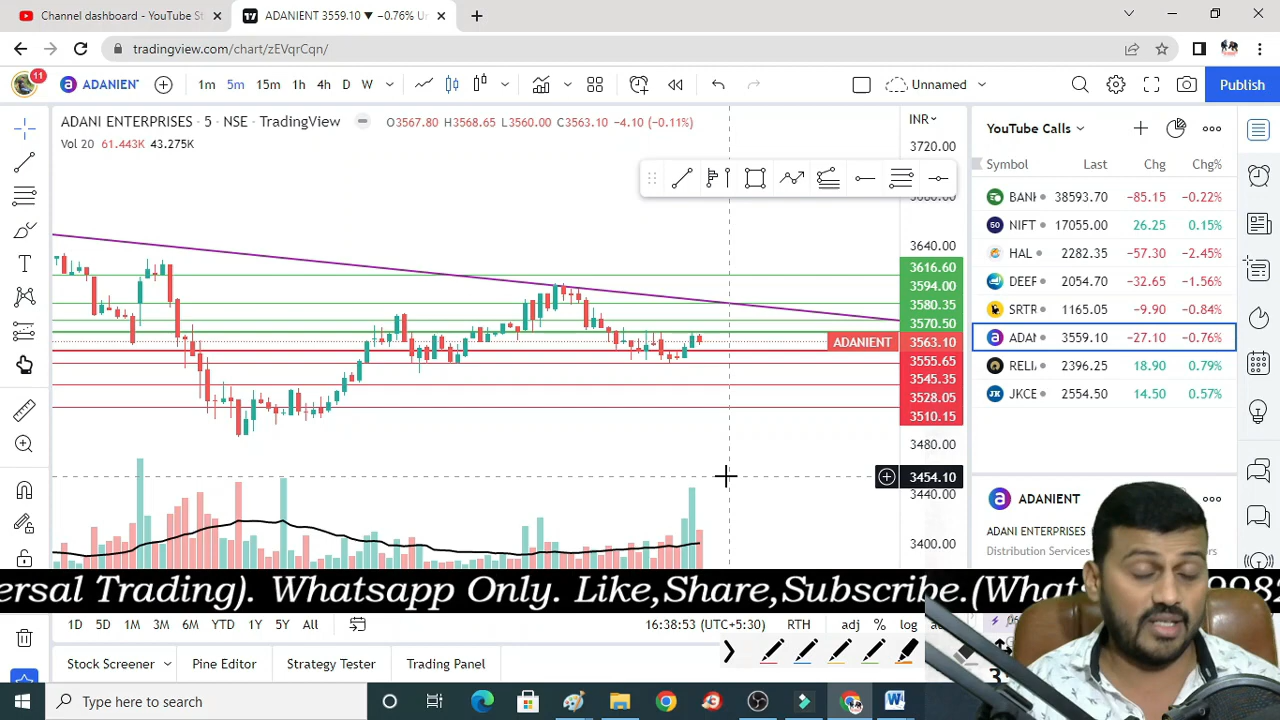 Channel dashboard - YouTube St
ADANIENT 3559.10 ▼ −0.76% Ur
tradingview.com/chart/zEVqrCqn/
11
ADANIENT
1m 5m 15m 1h 4h D W
Unnamed
Publish
ADANI ENTERPRISES · 5 · NSE · TradingView
O3567.80 H3568.65 L3560.00 C3563.10 −4.10 (−0.11%)
Vol 20 61.443K 43.275K
INR
3720.00
3640.00
3616.60
3594.00
3580.35
3570.50
ADANIENT 3563.10
3555.65
3545.35
3528.05
3510.15
3480.00
3454.10
3440.00
3400.00
YouTube Calls
Symbol Last Chg Chg%
BANK 38593.70 −85.15 −0.22%
NIFT 17055.00 26.25 0.15%
HAL 2282.35 −57.30 −2.45%
DEEF 2054.70 −32.65 −1.56%
SRTR 1165.05 −9.90 −0.84%
ADAN 3559.10 −27.10 −0.76%
RELI 2396.25 18.90 0.79%
JKCE 2554.50 14.50 0.57%
ADANIENT
ADANI ENTERPRISES
Distribution Services
ersal Trading). Whatsapp Only. Like,Share,Subscribe.(Whats
1D 5D 1M 3M 6M YTD 1Y 5Y All
16:38:53 (UTC+5:30) RTH adj % log
Stock Screener Pine Editor Strategy Tester Trading Panel
Type here to search